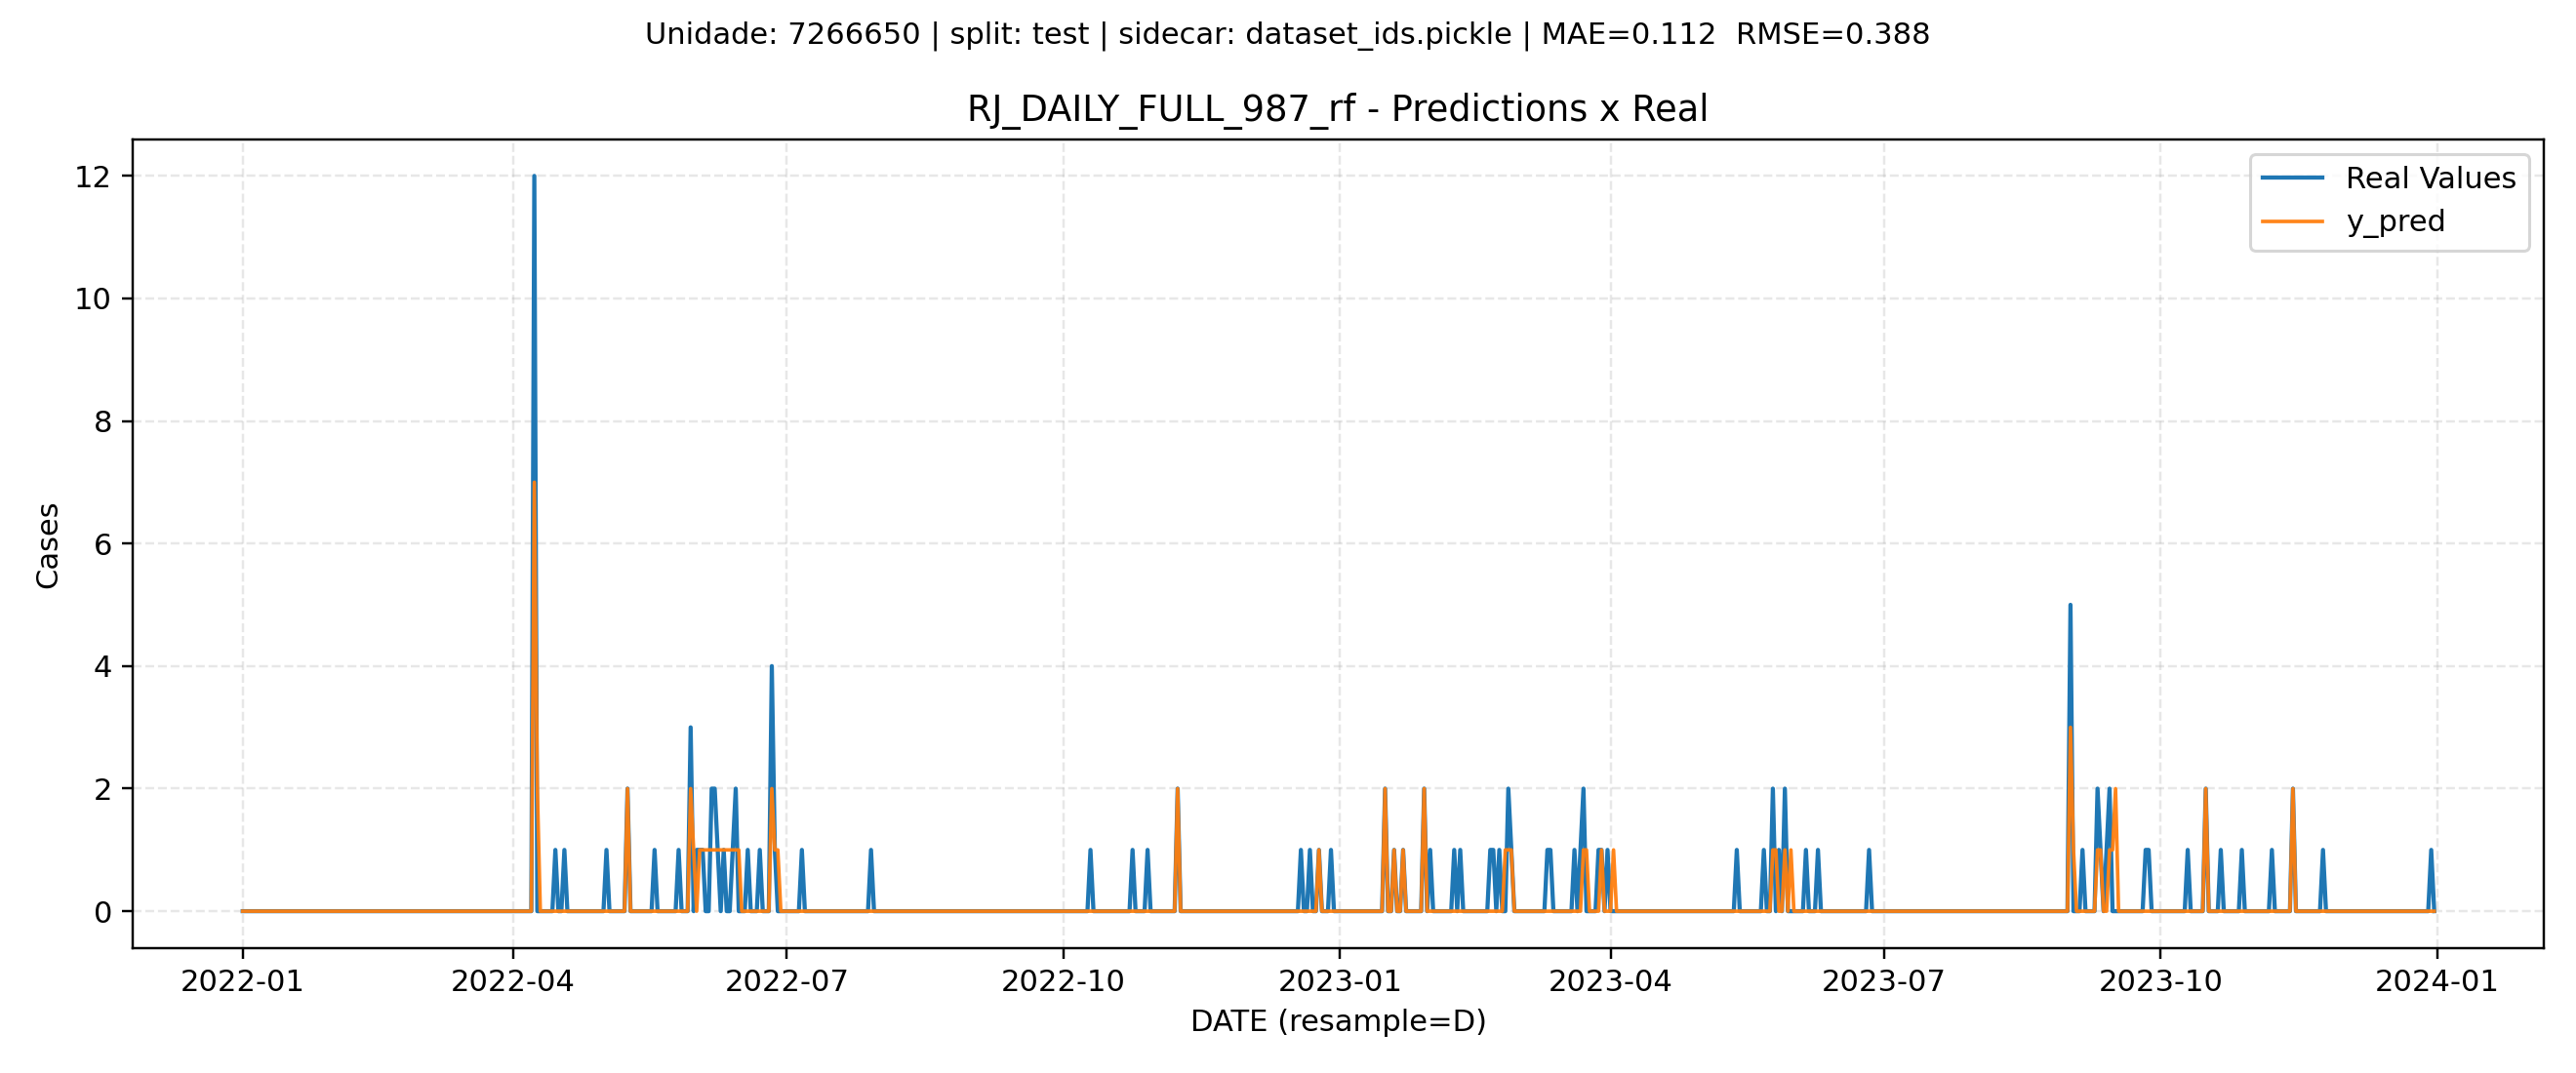 Unidade: 7266650 | split: test | sidecar: dataset_ids.pickle | MAE=0.112  RMSE=0.388
RJ_DAILY_FULL_987_rf - Predictions x Real
Real Values
y_pred
12
10
8
6
4
2
0
Cases
2022-01
2022-04
2022-07
2022-10
2023-01
2023-04
2023-07
2023-10
2024-01
DATE (resample=D)